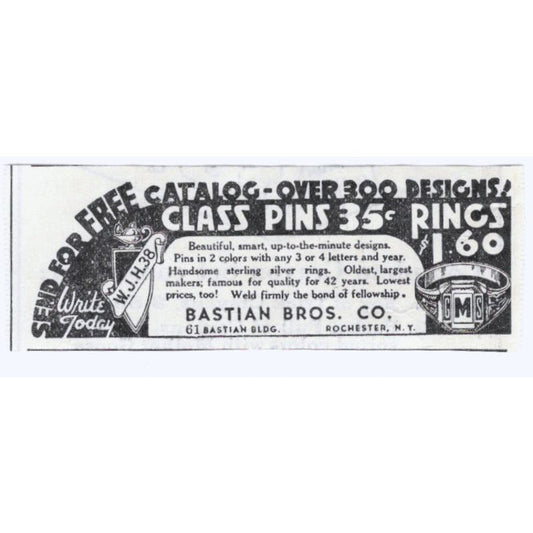 SEND FOR FREE CATALOG-OVER 300 DESIGNS!
CLASS PINS 35c RINGS
$1.60
Beautiful, smart, up-to-the-minute designs.
Pins in 2 colors with any 3 or 4 letters and year.
Handsome sterling silver rings. Oldest, largest
makers; famous for quality for 42 years. Lowest
prices, too! Weld firmly the bond of fellowship.
BASTIAN BROS. CO.
61 BASTIAN BLDG. ROCHESTER, N.Y.
Write
Today
W.J.H.38
GMS